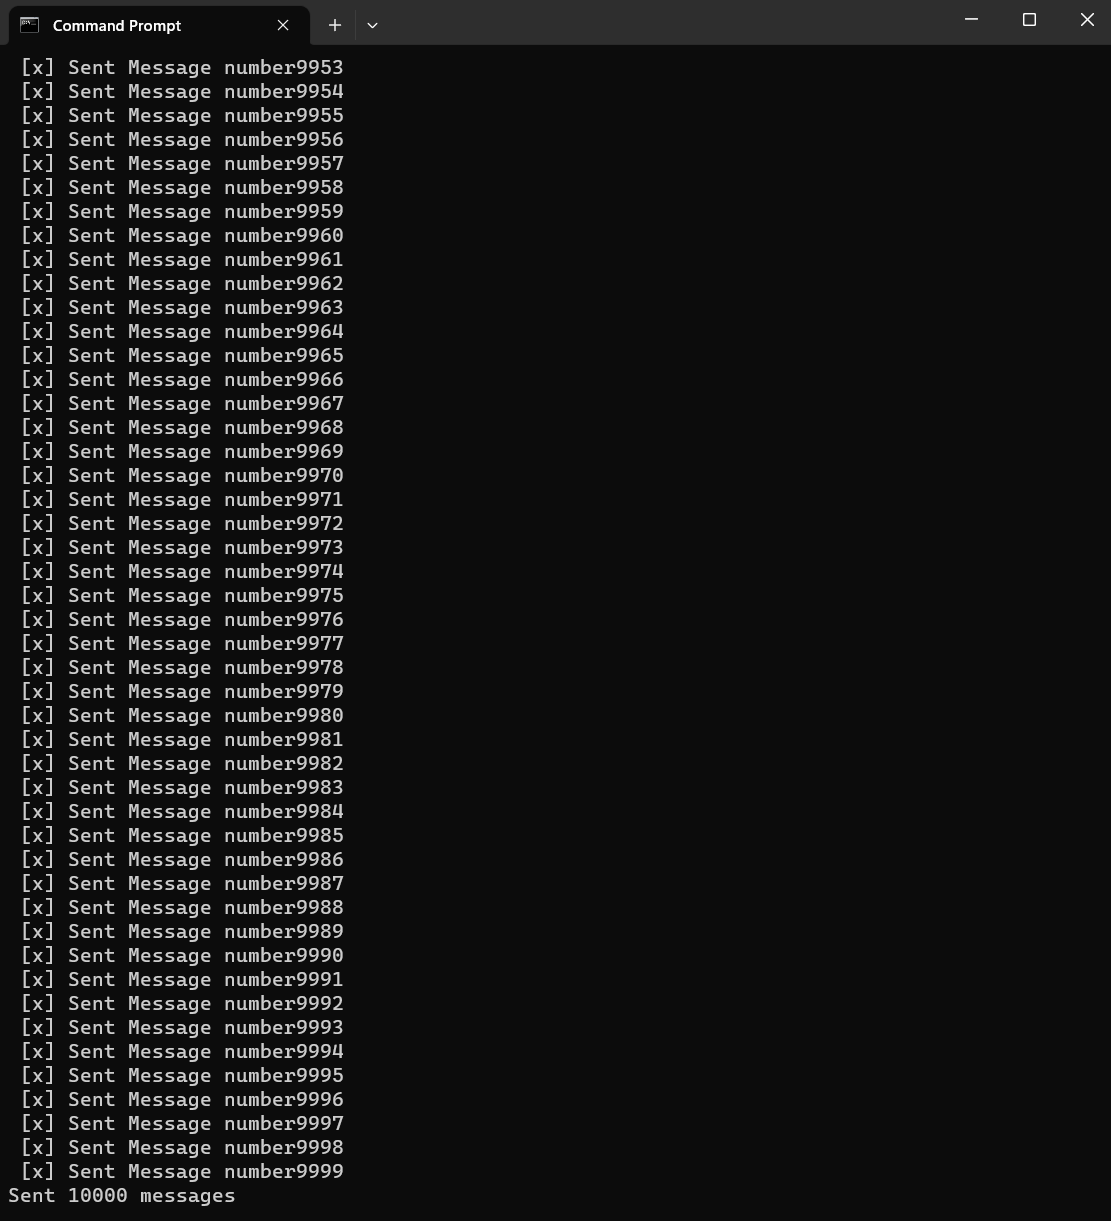 Command Prompt
[x] Sent Message number9953
[x] Sent Message number9954
[x] Sent Message number9955
[x] Sent Message number9956
[x] Sent Message number9957
[x] Sent Message number9958
[x] Sent Message number9959
[x] Sent Message number9960
[x] Sent Message number9961
[x] Sent Message number9962
[x] Sent Message number9963
[x] Sent Message number9964
[x] Sent Message number9965
[x] Sent Message number9966
[x] Sent Message number9967
[x] Sent Message number9968
[x] Sent Message number9969
[x] Sent Message number9970
[x] Sent Message number9971
[x] Sent Message number9972
[x] Sent Message number9973
[x] Sent Message number9974
[x] Sent Message number9975
[x] Sent Message number9976
[x] Sent Message number9977
[x] Sent Message number9978
[x] Sent Message number9979
[x] Sent Message number9980
[x] Sent Message number9981
[x] Sent Message number9982
[x] Sent Message number9983
[x] Sent Message number9984
[x] Sent Message number9985
[x] Sent Message number9986
[x] Sent Message number9987
[x] Sent Message number9988
[x] Sent Message number9989
[x] Sent Message number9990
[x] Sent Message number9991
[x] Sent Message number9992
[x] Sent Message number9993
[x] Sent Message number9994
[x] Sent Message number9995
[x] Sent Message number9996
[x] Sent Message number9997
[x] Sent Message number9998
[x] Sent Message number9999
Sent 10000 messages